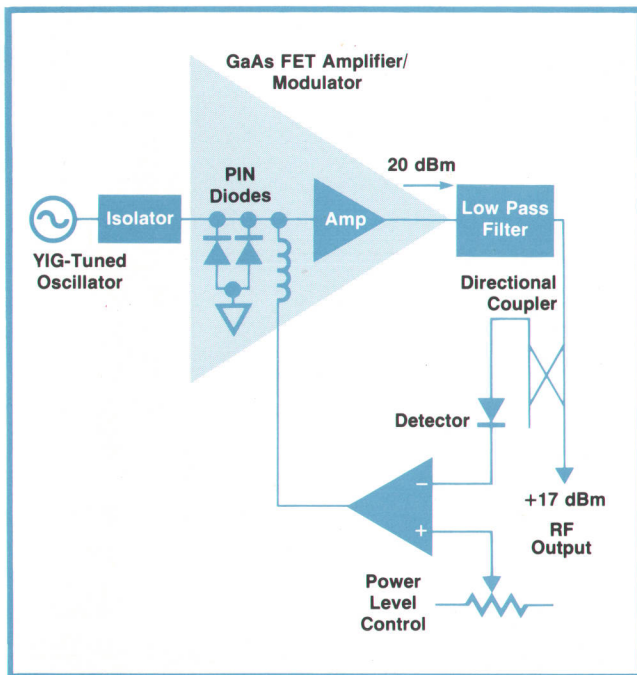 GaAs FET Amplifier/
Modulator
20 dBm
PIN
Diodes
Isolator
Amp
Low Pass
Filter
YIG-Tuned
Oscillator
Directional
Coupler
Detector
−
+
+17 dBm
RF
Output
Power
Level
Control